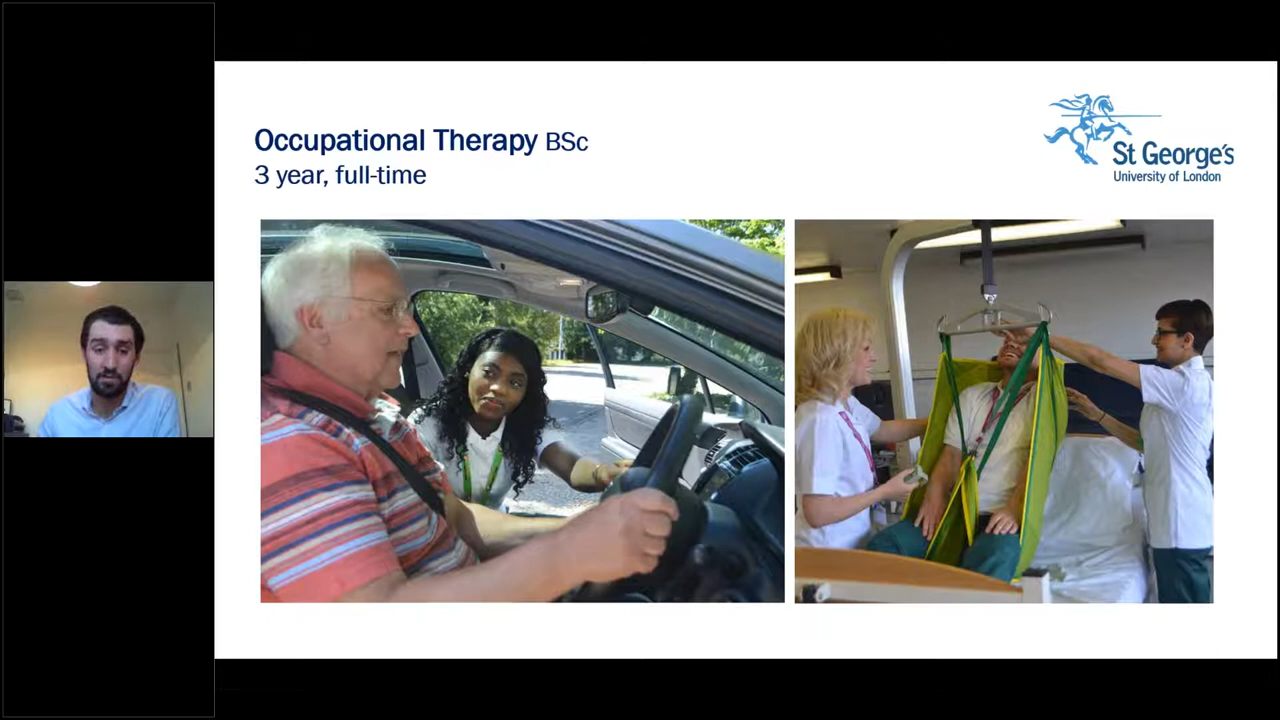 Occupational Therapy BSc
3 year, full-time
St George's
University of London